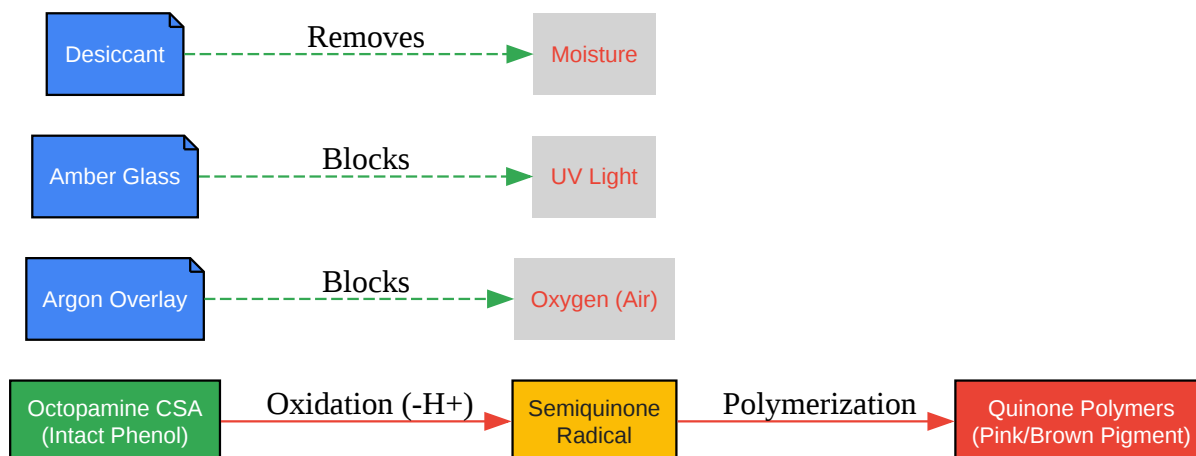 Desiccant
Removes
Moisture
Amber Glass
Blocks
UV Light
Argon Overlay
Blocks
Oxygen (Air)
Octopamine CSA
(Intact Phenol)
Oxidation (-H+)
Semiquinone
Radical
Polymerization
Quinone Polymers
(Pink/Brown Pigment)